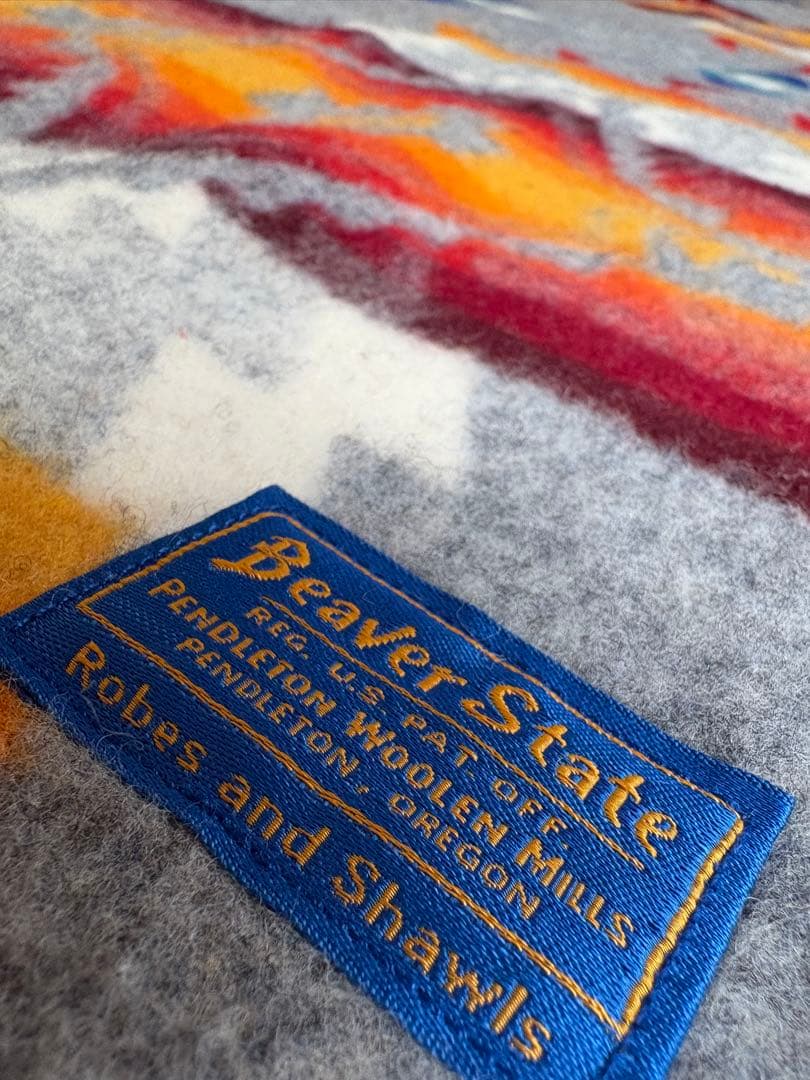 Beaver State
REG. U.S. PAT. OFF.
PENDLETON WOOLEN MILLS
PENDLETON, OREGON
Robes and Shawls